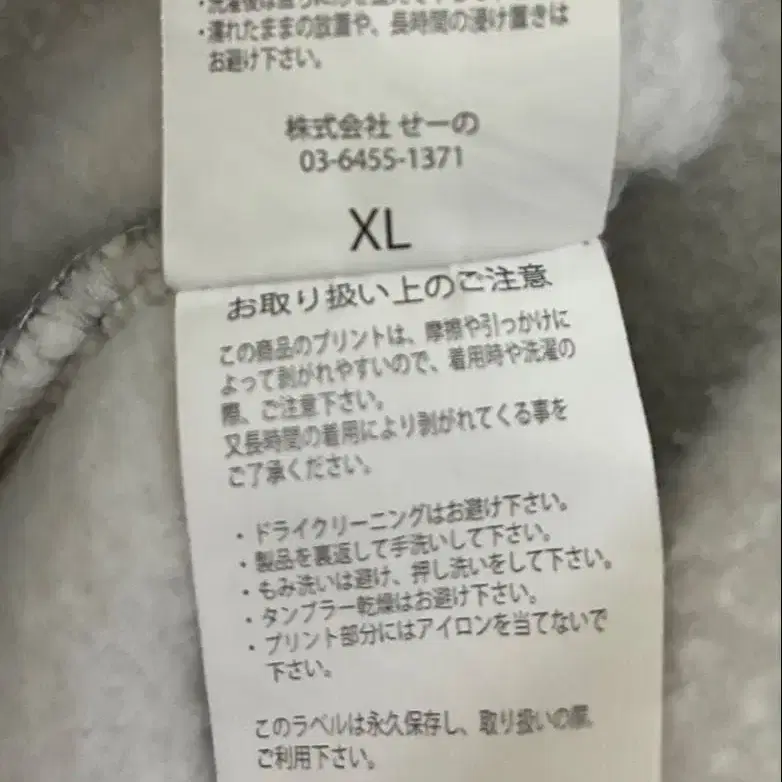 ・濡れたままの放置や、長時間の浸け置きは
お避け下さい。
株式会社 せーの
03-6455-1371
XL
お取り扱い上のご注意
この商品のプリントは、摩擦や引っかけに
よって剥がれやすいので、着用時や洗濯の
際、ご注意下さい。
又長時間の着用により剥がれてくる事を
ご了承ください。
・ドライクリーニングはお避け下さい。
・製品を裏返して手洗いして下さい。
・もみ洗いは避け、押し洗いをして下さい。
・タンブラー乾燥はお避け下さい。
・プリント部分にはアイロンを当てないで
下さい。
このラベルは永久保存し、取り扱いの際、
ご利用下さい。